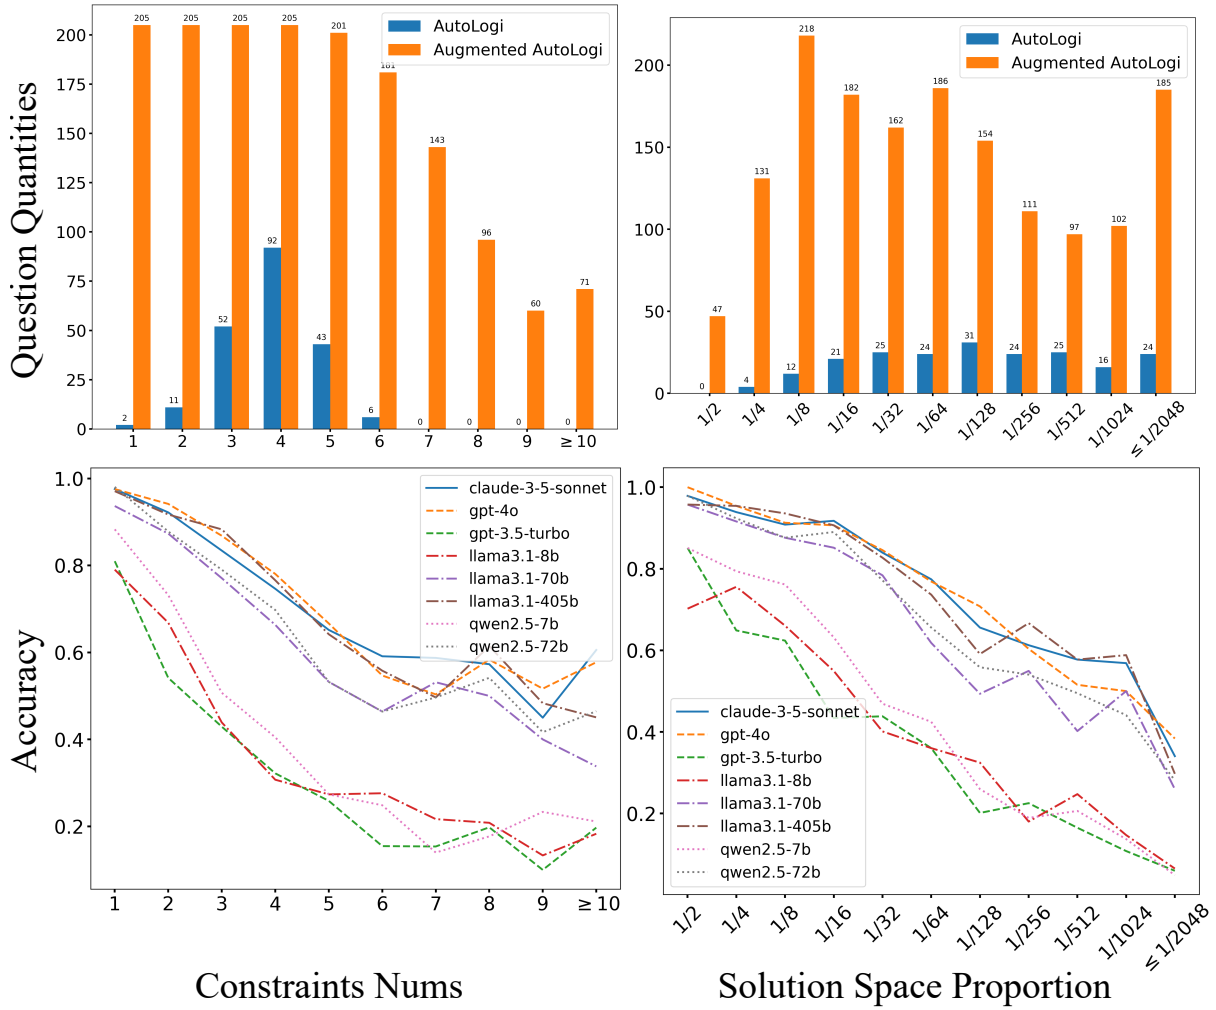 Question Quantities
200
175
150
125
100
75
50
25
0
205 205 205 205 201 181 143 96 60 71
2 11 52 92 43 6 0 0 0 0
AutoLogi
Augmented AutoLogi
1 2 3 4 5 6 7 8 9 ≥ 10
200
150
100
50
0
47 131 218 182 162 186 154 111 97 102 185
0 4 12 21 25 24 31 24 25 16 24
AutoLogi
Augmented AutoLogi
1/2 1/4 1/8 1/16 1/32 1/64 1/128 1/256 1/512 1/1024 ≤ 1/2048
Accuracy
1.0
0.8
0.6
0.4
0.2
claude-3-5-sonnet
gpt-4o
gpt-3.5-turbo
llama3.1-8b
llama3.1-70b
llama3.1-405b
qwen2.5-7b
qwen2.5-72b
1 2 3 4 5 6 7 8 9 ≥ 10
Constraints Nums
1.0
0.8
0.6
0.4
0.2
claude-3-5-sonnet
gpt-4o
gpt-3.5-turbo
llama3.1-8b
llama3.1-70b
llama3.1-405b
qwen2.5-7b
qwen2.5-72b
1/2 1/4 1/8 1/16 1/32 1/64 1/128 1/256 1/512 1/1024 ≤ 1/2048
Solution Space Proportion